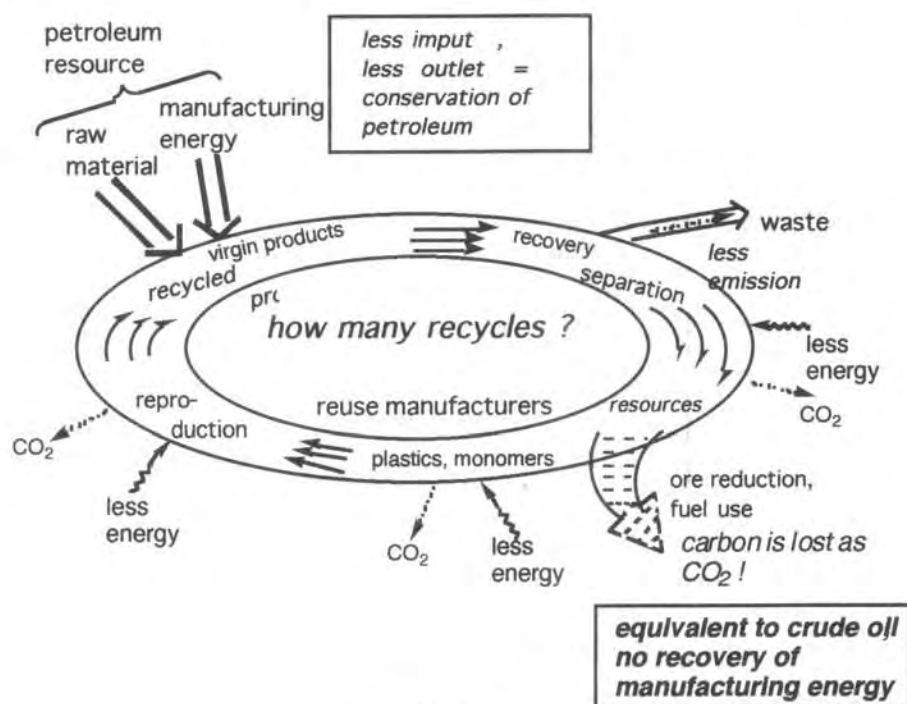 petroleum
resource
manufacturing
energy
raw
material
less imput ,
less outlet =
conservation of
petroleum
virgin products
recycled
recovery
separation
waste
less
emission
how many recycles ?
less
energy
CO2
resources
reuse manufacturers
plastics, monomers
repro-
duction
CO2
less
energy
CO2
less
energy
ore reduction,
fuel use
carbon is lost as
CO2 !
equivalent to crude oil
no recovery of
manufacturing energy